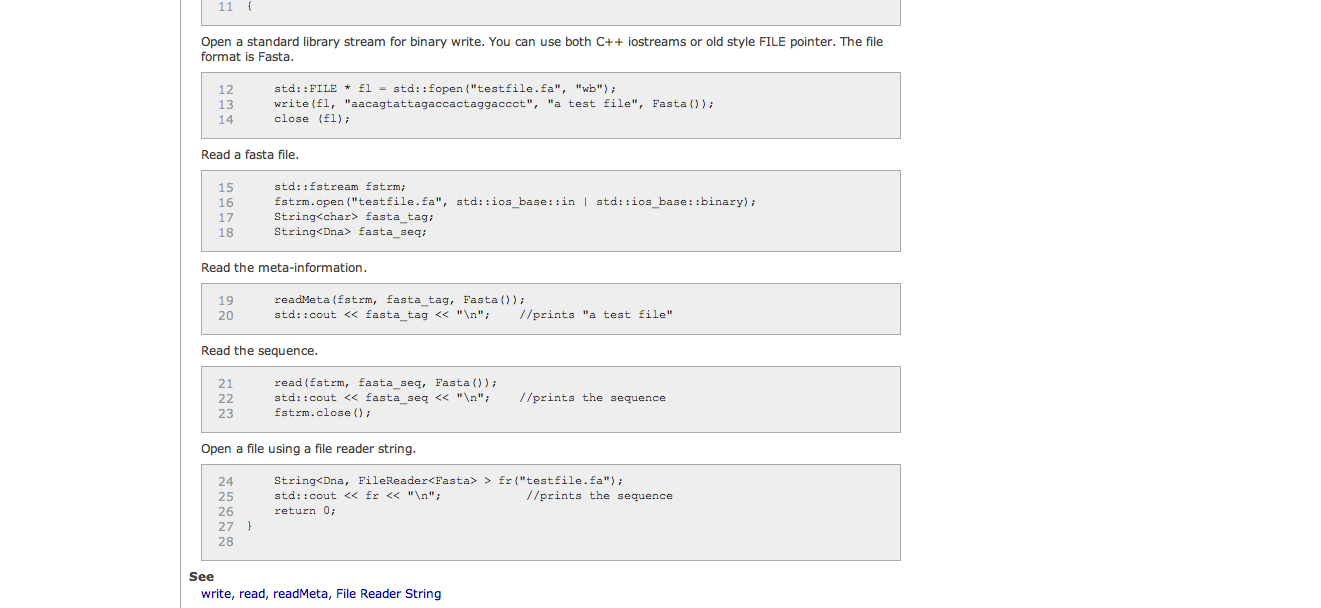 11 {
Open a standard library stream for binary write. You can use both C++ iostreams or old style FILE pointer. The file
format is Fasta.
12 std::FILE * fl = std::fopen("testfile.fa", "wb");
13 write(fl, "aacagtattagaccactaggaccct", "a test file", Fasta());
14 close (fl);
Read a fasta file.
15 std::fstream fstrm;
16 fstrm.open("testfile.fa", std::ios_base::in | std::ios_base::binary);
17 String<char> fasta_tag;
18 String<Dna> fasta_seq;
Read the meta-information.
19 readMeta(fstrm, fasta_tag, Fasta());
20 std::cout << fasta_tag << "\n"; //prints "a test file"
Read the sequence.
21 read(fstrm, fasta_seq, Fasta());
22 std::cout << fasta_seq << "\n"; //prints the sequence
23 fstrm.close();
Open a file using a file reader string.
24 String<Dna, FileReader<Fasta> > fr("testfile.fa");
25 std::cout << fr << "\n"; //prints the sequence
26 return 0;
27 }
28
See
write, read, readMeta, File Reader String